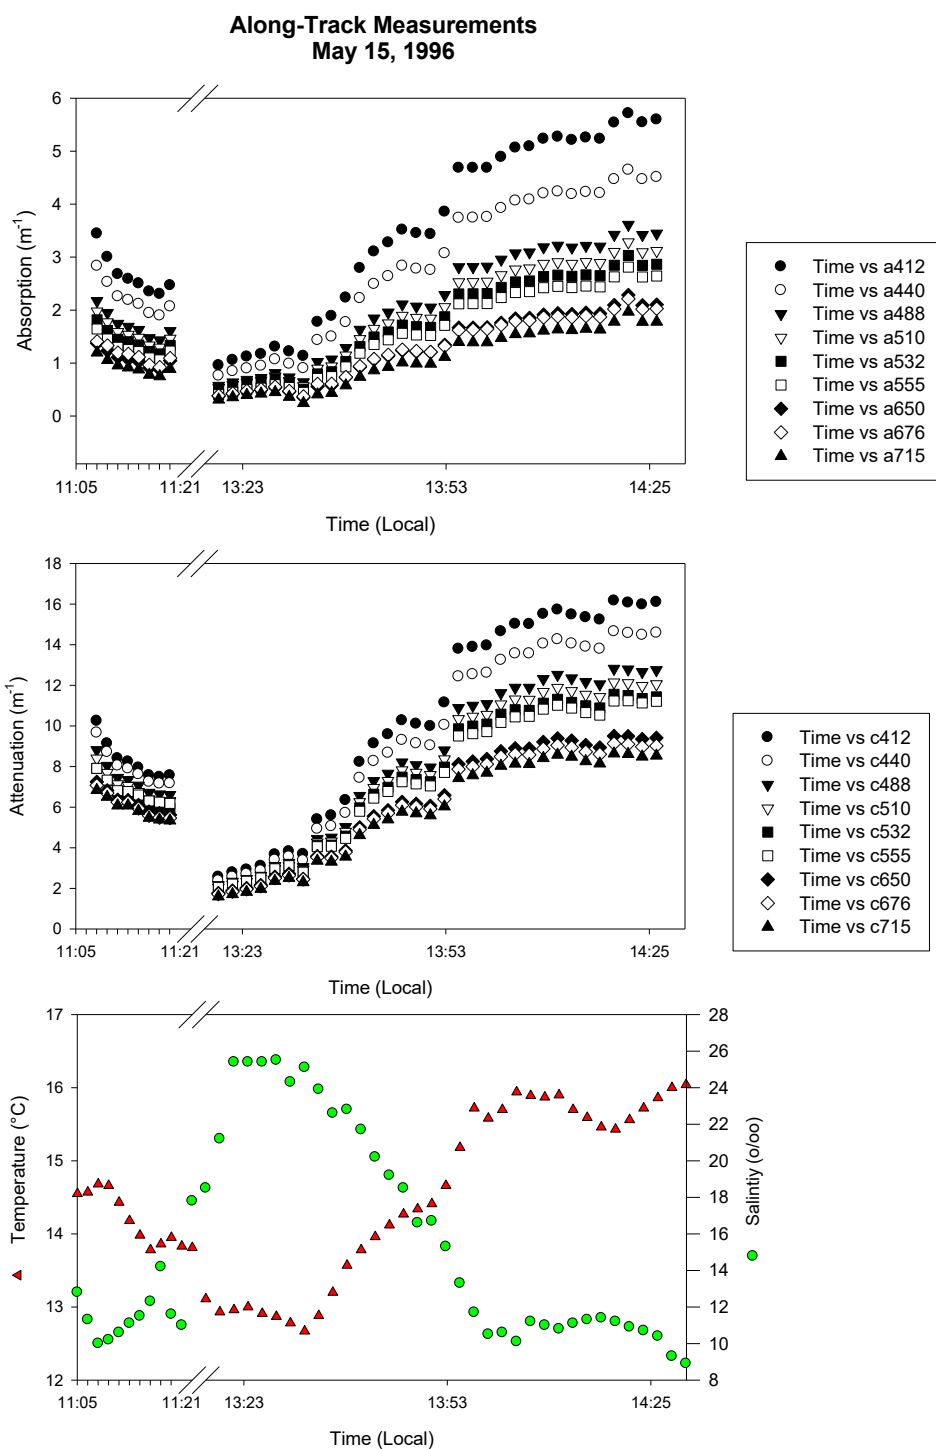 Along-Track Measurements
May 15, 1996
6
5
4
3
2
1
0
Absorption (m-1)
11:05
11:21
13:23
13:53
14:25
Time (Local)
Time vs a412
Time vs a440
Time vs a488
Time vs a510
Time vs a532
Time vs a555
Time vs a650
Time vs a676
Time vs a715
18
16
14
12
10
8
6
4
2
0
Attenuation (m-1)
11:05
11:21
13:23
13:53
14:25
Time (Local)
Time vs c412
Time vs c440
Time vs c488
Time vs c510
Time vs c532
Time vs c555
Time vs c650
Time vs c676
Time vs c715
17
16
15
14
13
12
Temperature (°C)
28
26
24
22
20
18
16
14
12
10
8
Salintiy (o/oo)
11:05
11:21
13:23
13:53
14:25
Time (Local)